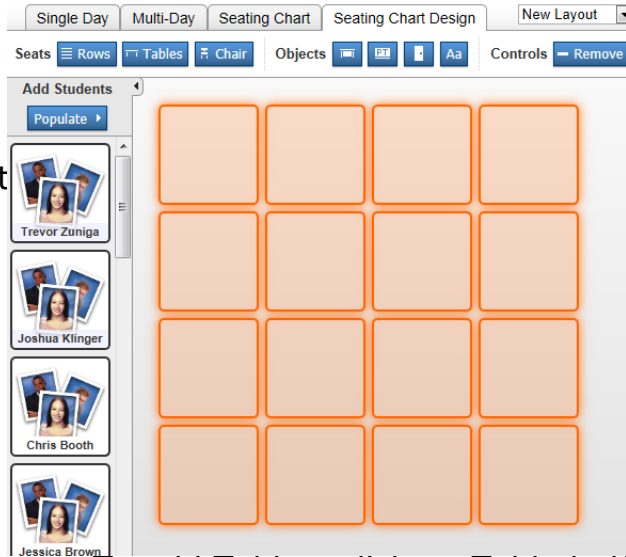 Single Day Multi-Day Seating Chart Seating Chart Design New Layout
Seats Rows Tables Chair Objects PT Aa Controls Remove
Add Students
Populate
t
Trevor Zuniga
Joshua Klinger
Chris Booth
Jessica Brown